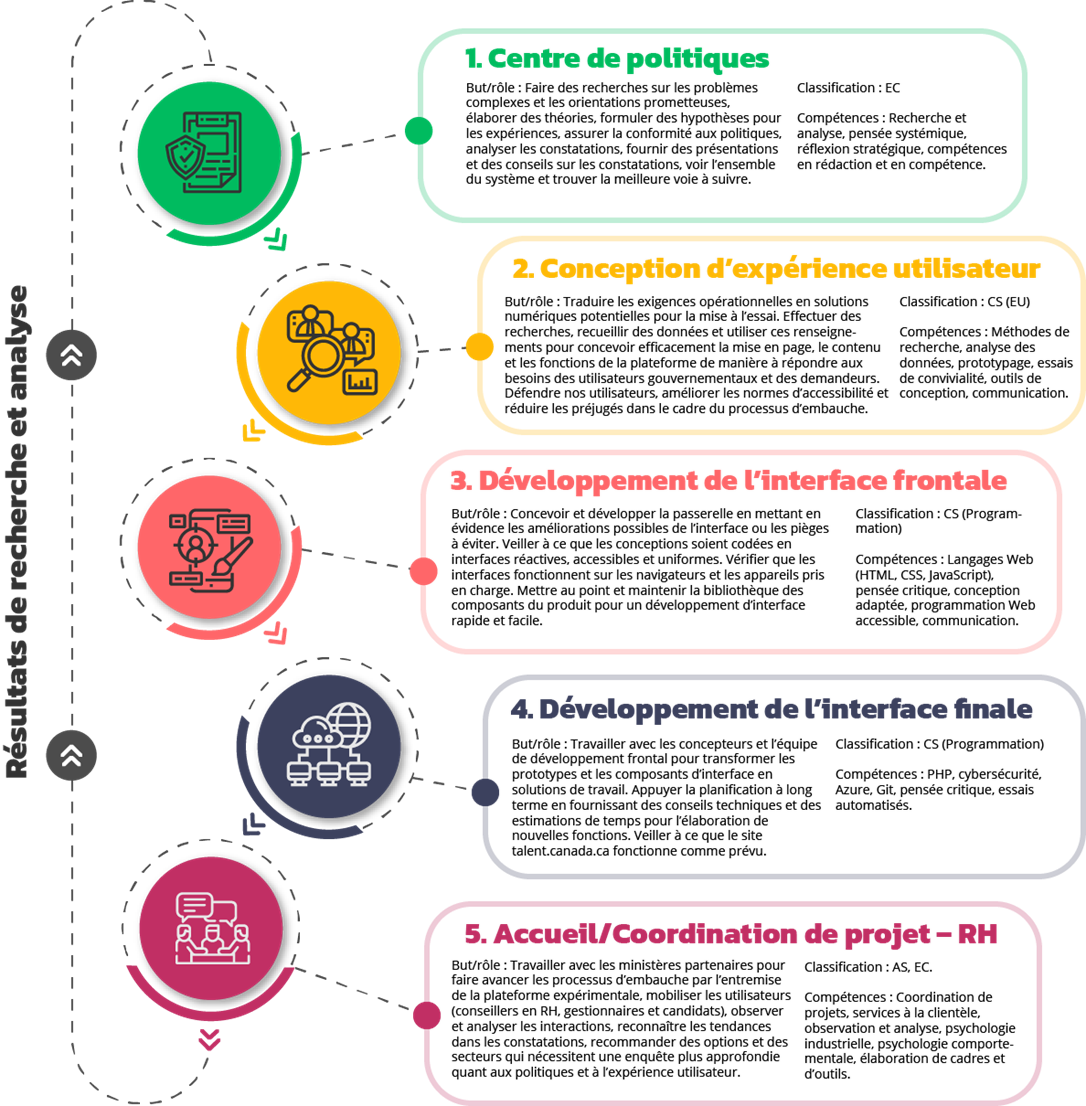 Résultats de recherche et analyse
1. Centre de politiques
But/rôle : Faire des recherches sur les problèmes
complexes et les orientations prometteuses,
élaborer des théories, formuler des hypothèses pour
les expériences, assurer la conformité aux politiques,
analyser les constatations, fournir des présentations
et des conseils sur les constatations, voir l’ensemble
du système et trouver la meilleure voie à suivre.
Classification : EC
Compétences : Recherche et
analyse, pensée systémique,
réflexion stratégique, compétences
en rédaction et en compétence.
2. Conception d’expérience utilisateur
But/rôle : Traduire les exigences opérationnelles en solutions
numériques potentielles pour la mise à l’essai. Effectuer des
recherches, recueillir des données et utiliser ces renseigne-
ments pour concevoir efficacement la mise en page, le contenu
et les fonctions de la plateforme de manière à répondre aux
besoins des utilisateurs gouvernementaux et des demandeurs.
Défendre nos utilisateurs, améliorer les normes d’accessibilité et
réduire les préjugés dans le cadre du processus d’embauche.
Classification : CS (EU)
Compétences : Méthodes de
recherche, analyse des
données, prototypage, essais
de convivialité, outils de
conception, communication.
3. Développement de l’interface frontale
But/rôle : Concevoir et développer la passerelle en mettant en
évidence les améliorations possibles de l’interface ou les pièges
à éviter. Veiller à ce que les conceptions soient codées en
interfaces réactives, accessibles et uniformes. Vérifier que les
interfaces fonctionnent sur les navigateurs et les appareils pris
en charge. Mettre au point et maintenir la bibliothèque des
composants du produit pour un développement d’interface
rapide et facile.
Classification : CS (Program-
mation)
Compétences : Langages Web
(HTML, CSS, JavaScript),
pensée critique, conception
adaptée, programmation Web
accessible, communication.
4. Développement de l’interface finale
But/rôle : Travailler avec les concepteurs et l’équipe
de développement frontal pour transformer les
prototypes et les composants d’interface en
solutions de travail. Appuyer la planification à long
terme en fournissant des conseils techniques et des
estimations de temps pour l’élaboration de
nouvelles fonctions. Veiller à ce que le site
talent.canada.ca fonctionne comme prévu.
Classification : CS (Programmation)
Compétences : PHP, cybersécurité,
Azure, Git, pensée critique, essais
automatisés.
5. Accueil/Coordination de projet – RH
But/rôle : Travailler avec les ministères partenaires pour
faire avancer les processus d’embauche par l’entremise
de la plateforme expérimentale, mobiliser les utilisateurs
(conseillers en RH, gestionnaires et candidats), observer
et analyser les interactions, reconnaître les tendances
dans les constatations, recommander des options et des
secteurs qui nécessitent une enquête plus approfondie
quant aux politiques et à l’expérience utilisateur.
Classification : AS, EC.
Compétences : Coordination de
projets, services à la clientèle,
observation et analyse, psychologie
industrielle, psychologie comporte-
mentale, élaboration de cadres et
d’outils.